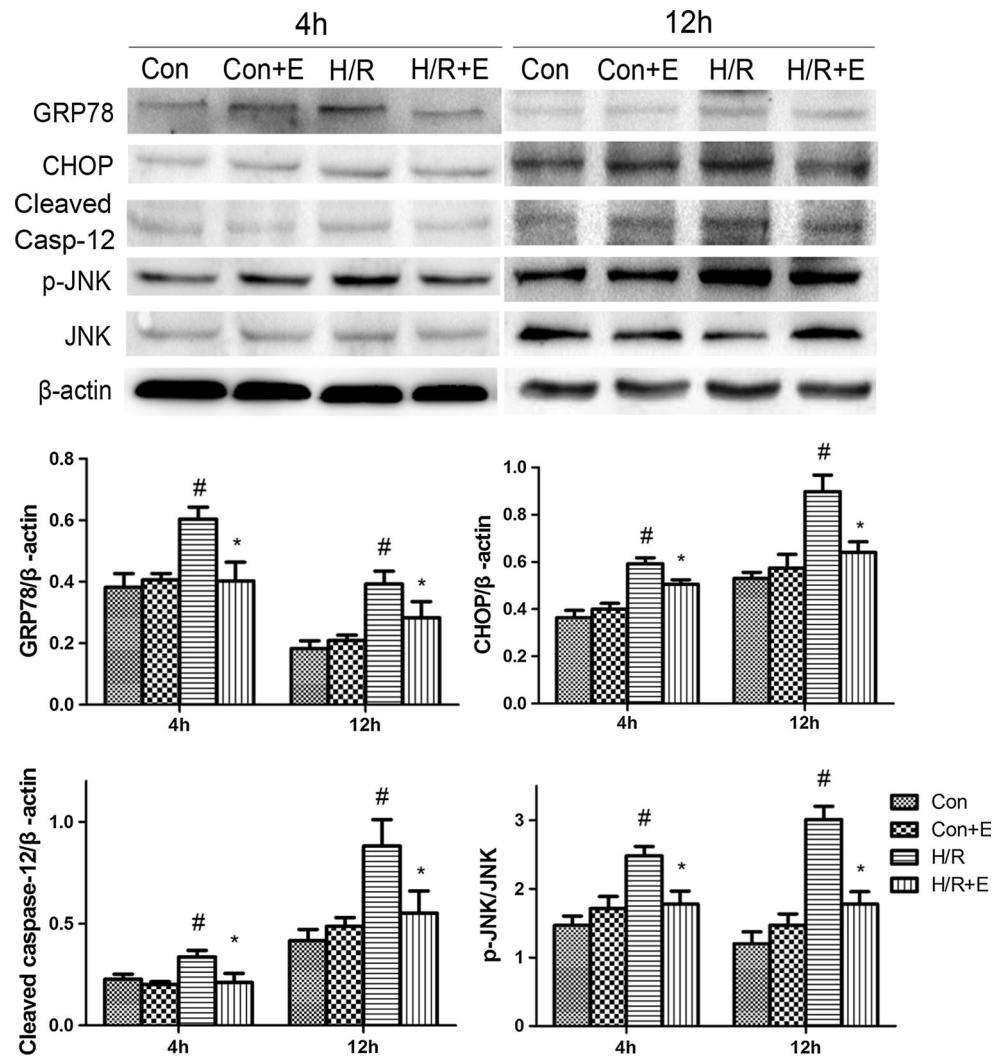 4h 12h
Con Con+E H/R H/R+E Con Con+E H/R H/R+E
GRP78
CHOP
Cleaved
Casp-12
p-JNK
JNK
β-actin
GRP78/β -actin
0.8
0.6
0.4
0.2
0.0
# * # *
4h 12h
CHOP/β -actin
1.0
0.8
0.6
0.4
0.2
0.0
# * # *
4h 12h
Cleaved caspase-12/β -actin
1.0
0.5
0.0
# * # *
4h 12h
p-JNK/JNK
3
2
1
0
# * # *
4h 12h
Con
Con+E
H/R
H/R+E